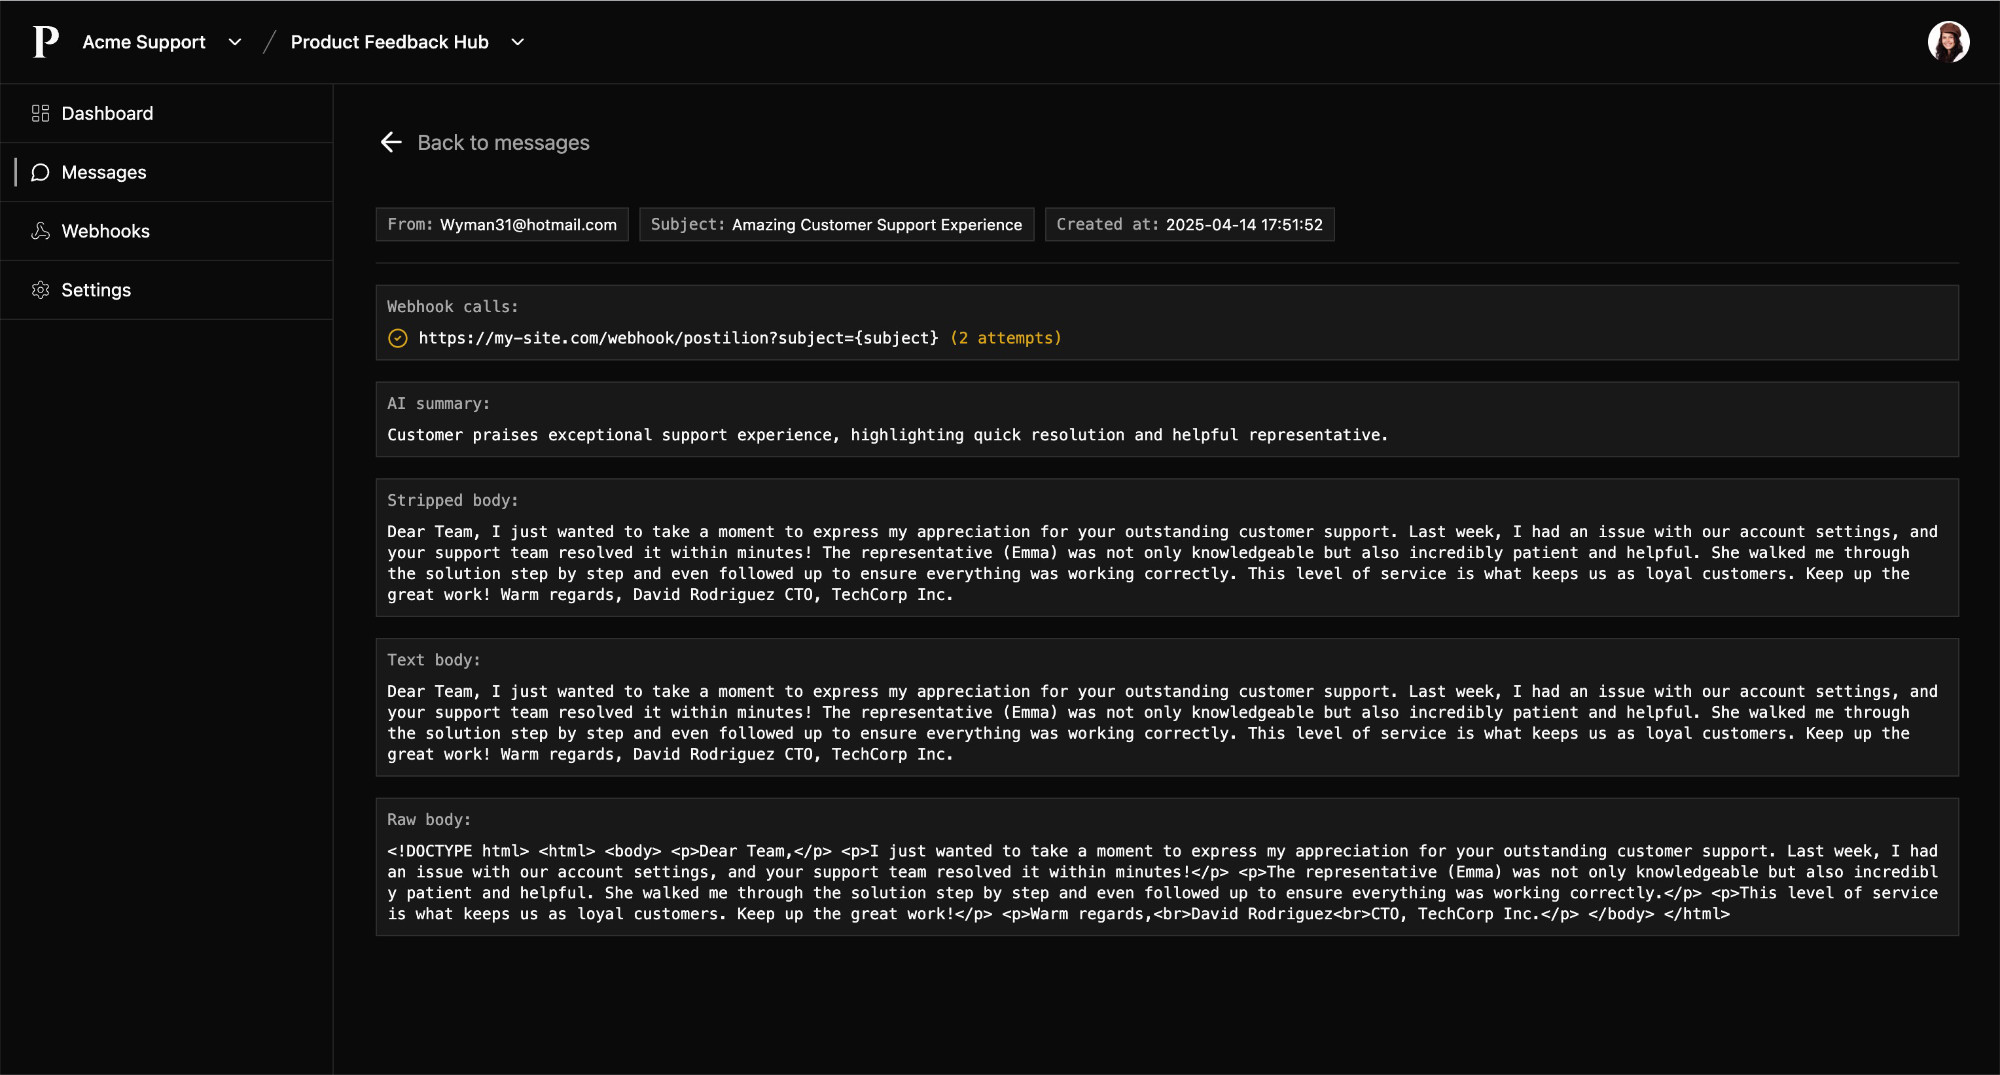 P Acme Support / Product Feedback Hub
Dashboard
Messages
Webhooks
Settings
Back to messages
From: Wyman31@hotmail.com Subject: Amazing Customer Support Experience Created at: 2025-04-14 17:51:52
Webhook calls:
https://my-site.com/webhook/postilion?subject={subject} (2 attempts)
AI summary:
Customer praises exceptional support experience, highlighting quick resolution and helpful representative.
Stripped body:
Dear Team, I just wanted to take a moment to express my appreciation for your outstanding customer support. Last week, I had an issue with our account settings, and
your support team resolved it within minutes! The representative (Emma) was not only knowledgeable but also incredibly patient and helpful. She walked me through
the solution step by step and even followed up to ensure everything was working correctly. This level of service is what keeps us as loyal customers. Keep up the
great work! Warm regards, David Rodriguez CTO, TechCorp Inc.
Text body:
Dear Team, I just wanted to take a moment to express my appreciation for your outstanding customer support. Last week, I had an issue with our account settings, and
your support team resolved it within minutes! The representative (Emma) was not only knowledgeable but also incredibly patient and helpful. She walked me through
the solution step by step and even followed up to ensure everything was working correctly. This level of service is what keeps us as loyal customers. Keep up the
great work! Warm regards, David Rodriguez CTO, TechCorp Inc.
Raw body:
<!DOCTYPE html> <html> <body> <p>Dear Team,</p> <p>I just wanted to take a moment to express my appreciation for your outstanding customer support. Last week, I had
an issue with our account settings, and your support team resolved it within minutes!</p> <p>The representative (Emma) was not only knowledgeable but also incredibl
y patient and helpful. She walked me through the solution step by step and even followed up to ensure everything was working correctly.</p> <p>This level of service
is what keeps us as loyal customers. Keep up the great work!</p> <p>Warm regards,<br>David Rodriguez<br>CTO, TechCorp Inc.</p> </body> </html>